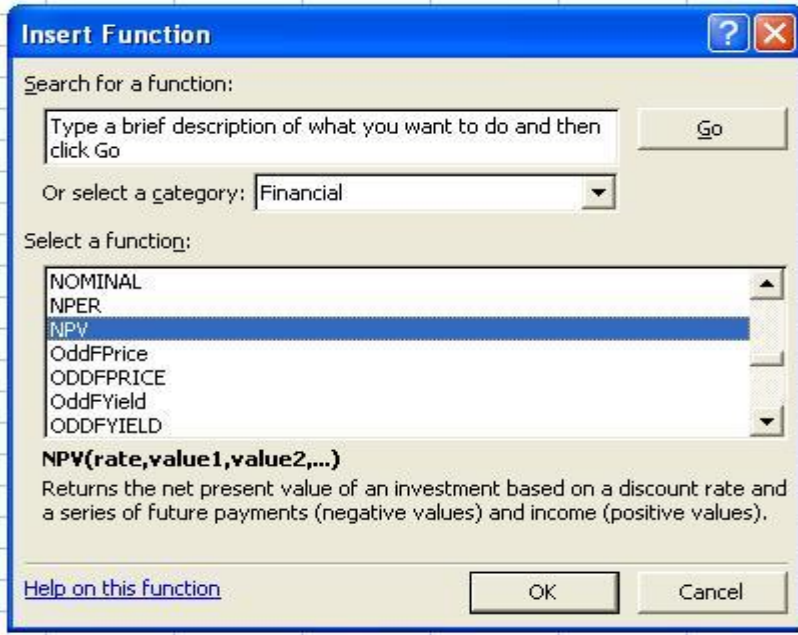 Insert Function
Search for a function:
Type a brief description of what you want to do and then
click Go
Go
Or select a category:
Financial
Select a function:
NOMINAL
NPER
NPV
OddFPrice
ODDFPRICE
OddFYield
ODDFYIELD
NPV(rate,value1,value2,...)
Returns the net present value of an investment based on a discount rate and
a series of future payments (negative values) and income (positive values).
Help on this function
OK
Cancel